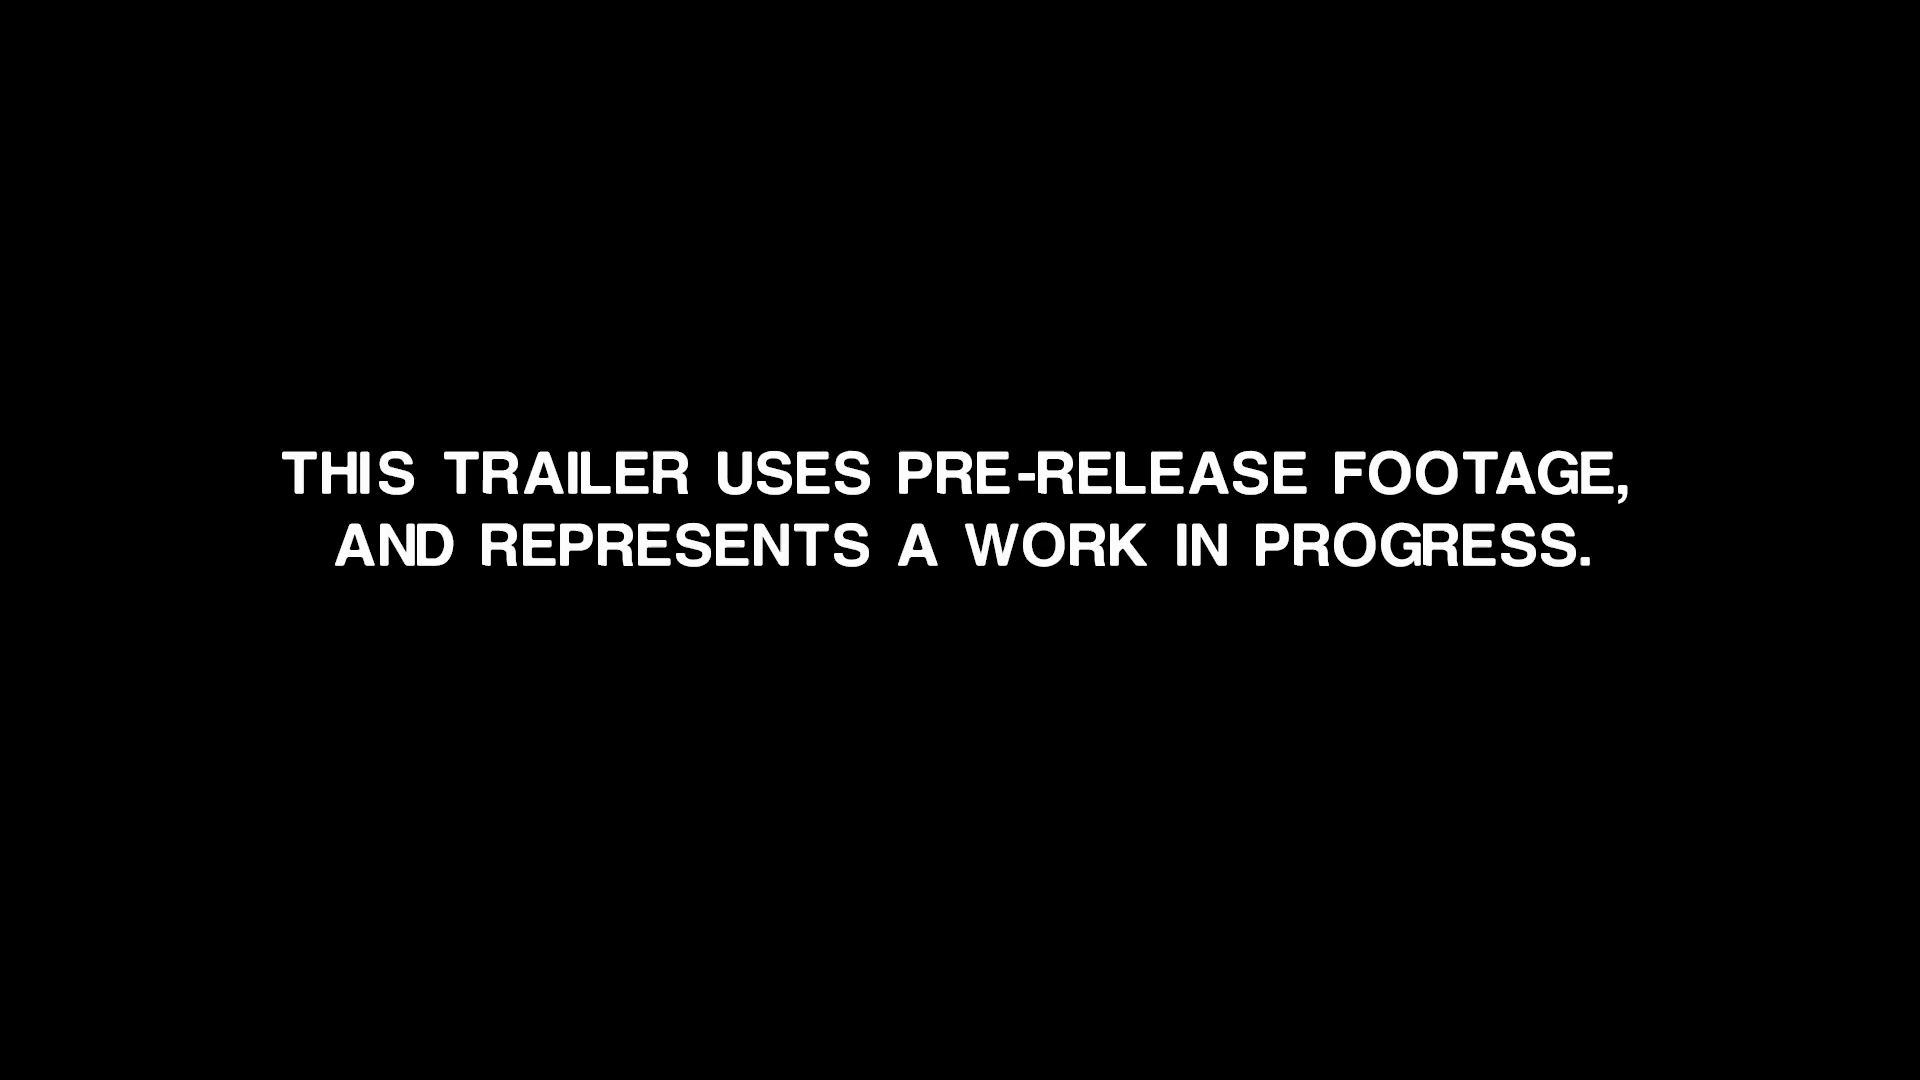 THIS TRAILER USES PRE-RELEASE FOOTAGE,
AND REPRESENTS A WORK IN PROGRESS.